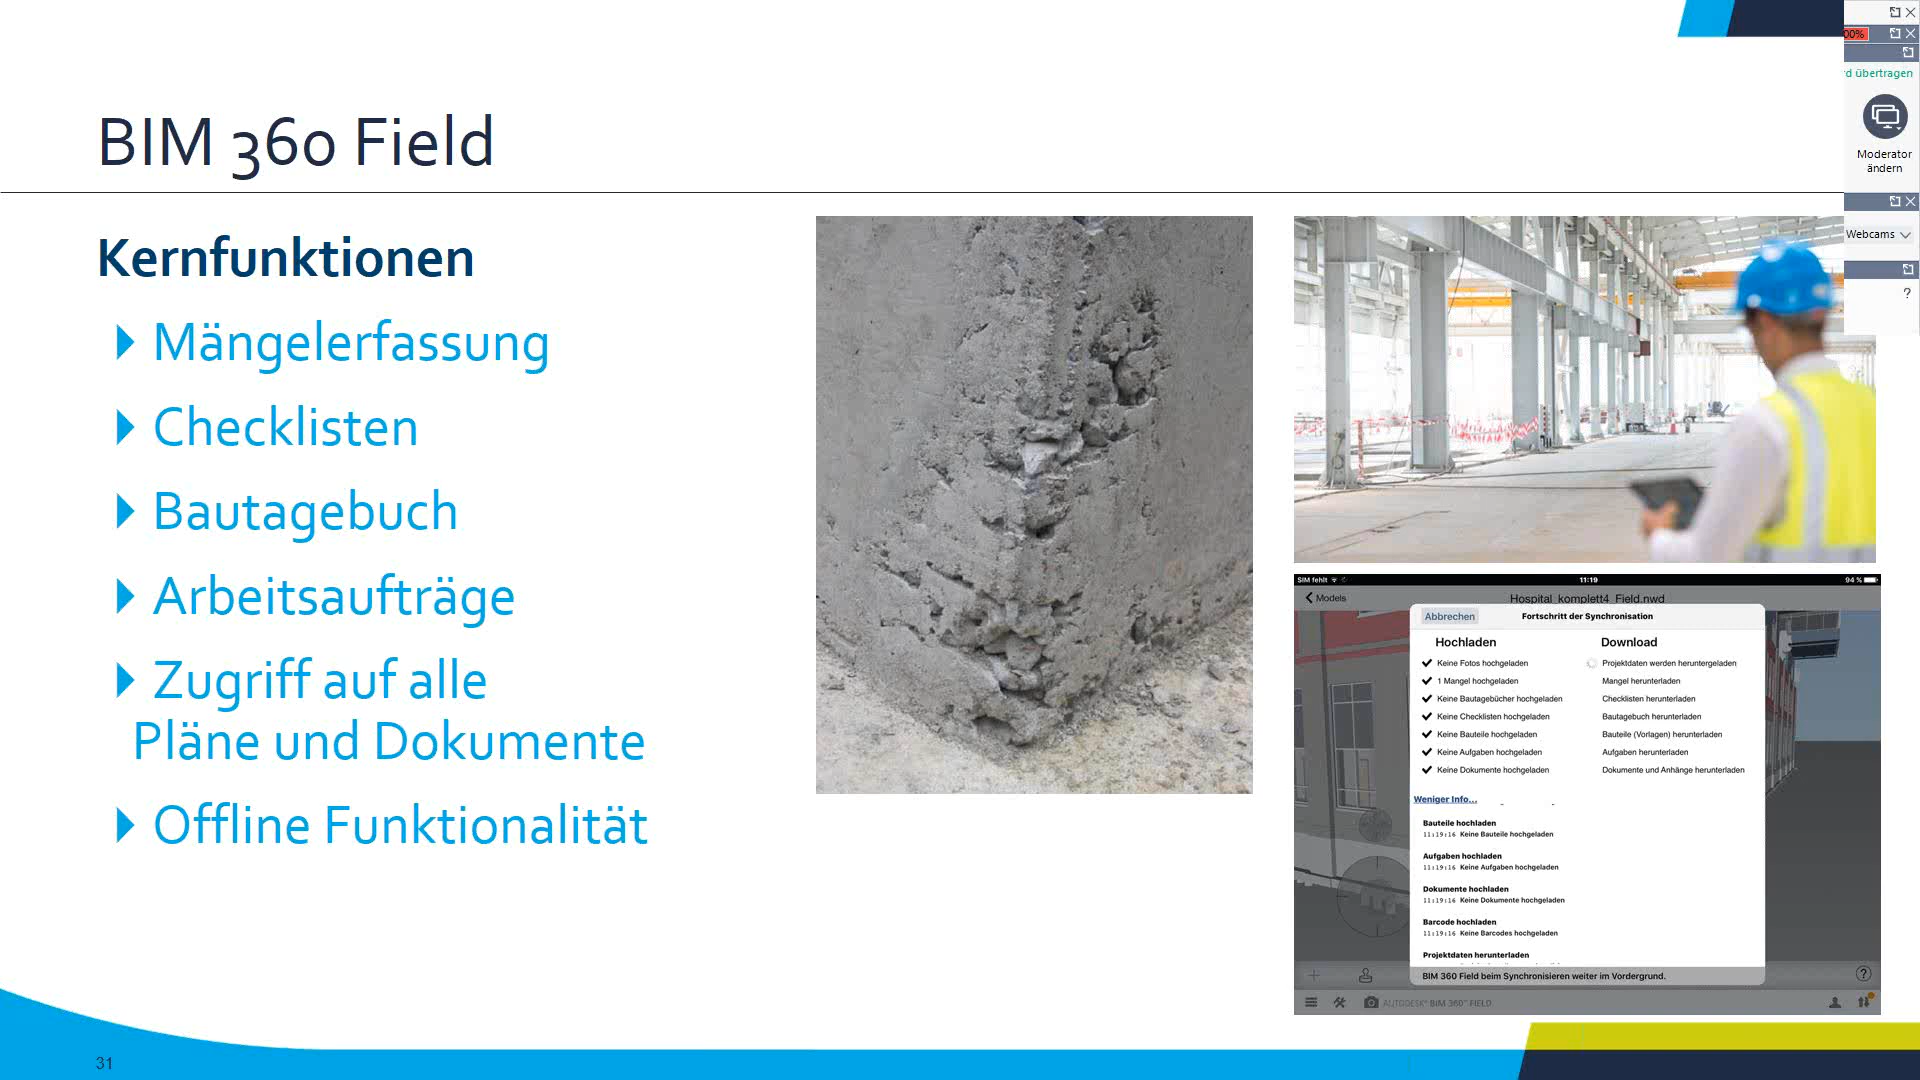 BIM 360 Field
Kernfunktionen
Mängelerfassung
Checklisten
Bautagebuch
Arbeitsaufträge
Zugriff auf alle
Pläne und Dokumente
Offline Funktionalität
31
SIM fehlt
11:19
94 %
Models
Hospital_komplett4_Field.nwd
Abbrechen
Fortschritt der Synchronisation
Hochladen
Keine Fotos hochgeladen
1 Mangel hochgeladen
Keine Bautagebücher hochgeladen
Keine Checklisten hochgeladen
Keine Bauteile hochgeladen
Keine Aufgaben hochgeladen
Keine Dokumente hochgeladen
Download
Projektdaten werden heruntergeladen
Mangel herunterladen
Checklisten herunterladen
Bautagebuch herunterladen
Bauteile (Vorlagen) herunterladen
Aufgaben herunterladen
Dokumente und Anhänge herunterladen
Weniger Info...
Bauteile hochladen
11:19:16 Keine Bauteile hochgeladen
Aufgaben hochladen
11:19:16 Keine Aufgaben hochgeladen
Dokumente hochladen
11:19:16 Keine Dokumente hochgeladen
Barcode hochladen
11:19:16 Keine Barcodes hochgeladen
Projektdaten herunterladen
BIM 360 Field beim Synchronisieren weiter im Vordergrund.
AUTODESK® BIM 360™ FIELD
00%
rd übertragen
Moderator
ändern
Webcams
?